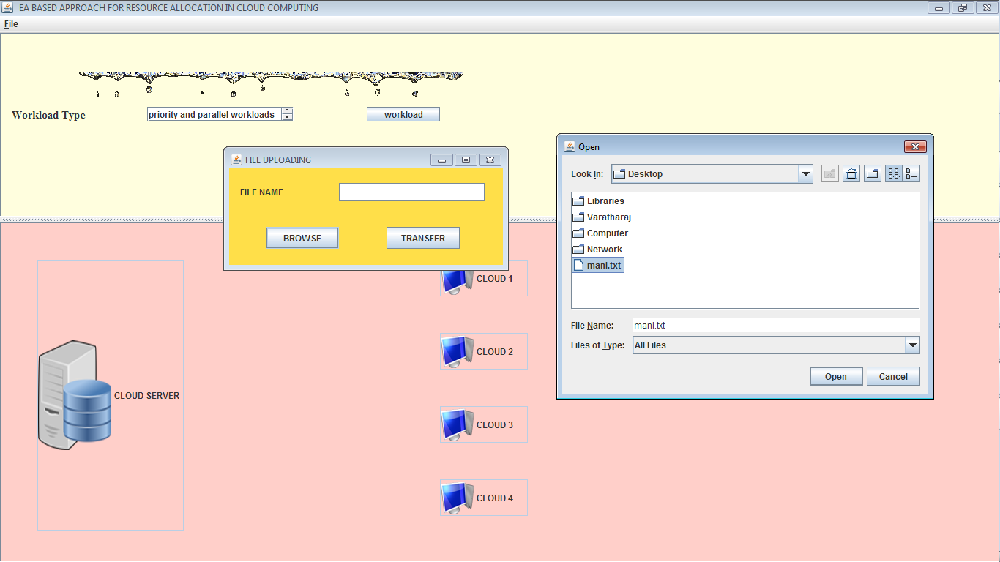 EA BASED APPROACH FOR RESOURCE ALLOCATION IN CLOUD COMPUTING
File
Workload Type
priority and parallel workloads
workload
FILE UPLOADING
FILE NAME
BROWSE
TRANSFER
Open
Look In:
Desktop
Libraries
Varatharaj
Computer
Network
mani.txt
File Name:
mani.txt
Files of Type:
All Files
Open
Cancel
CLOUD SERVER
CLOUD 1
CLOUD 2
CLOUD 3
CLOUD 4